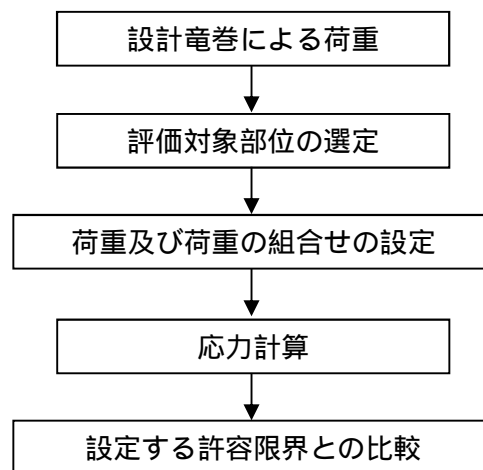 設計竜巻による荷重
評価対象部位の選定
荷重及び荷重の組合せの設定
応力計算
設定する許容限界との比較